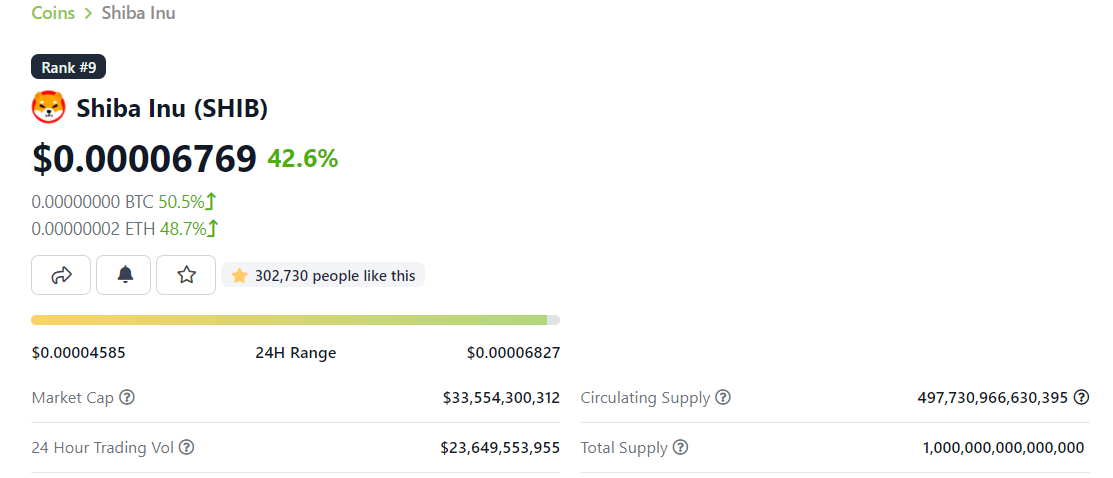 Coins > Shiba Inu
Rank #9
Shiba Inu (SHIB)
$0.00006769 42.6%
0.00000000 BTC 50.5%
0.00000002 ETH 48.7%
302,730 people like this
$0.00004585 24H Range $0.00006827
Market Cap $33,554,300,312
Circulating Supply 497,730,966,630,395
24 Hour Trading Vol $23,649,553,955
Total Supply 1,000,000,000,000,000